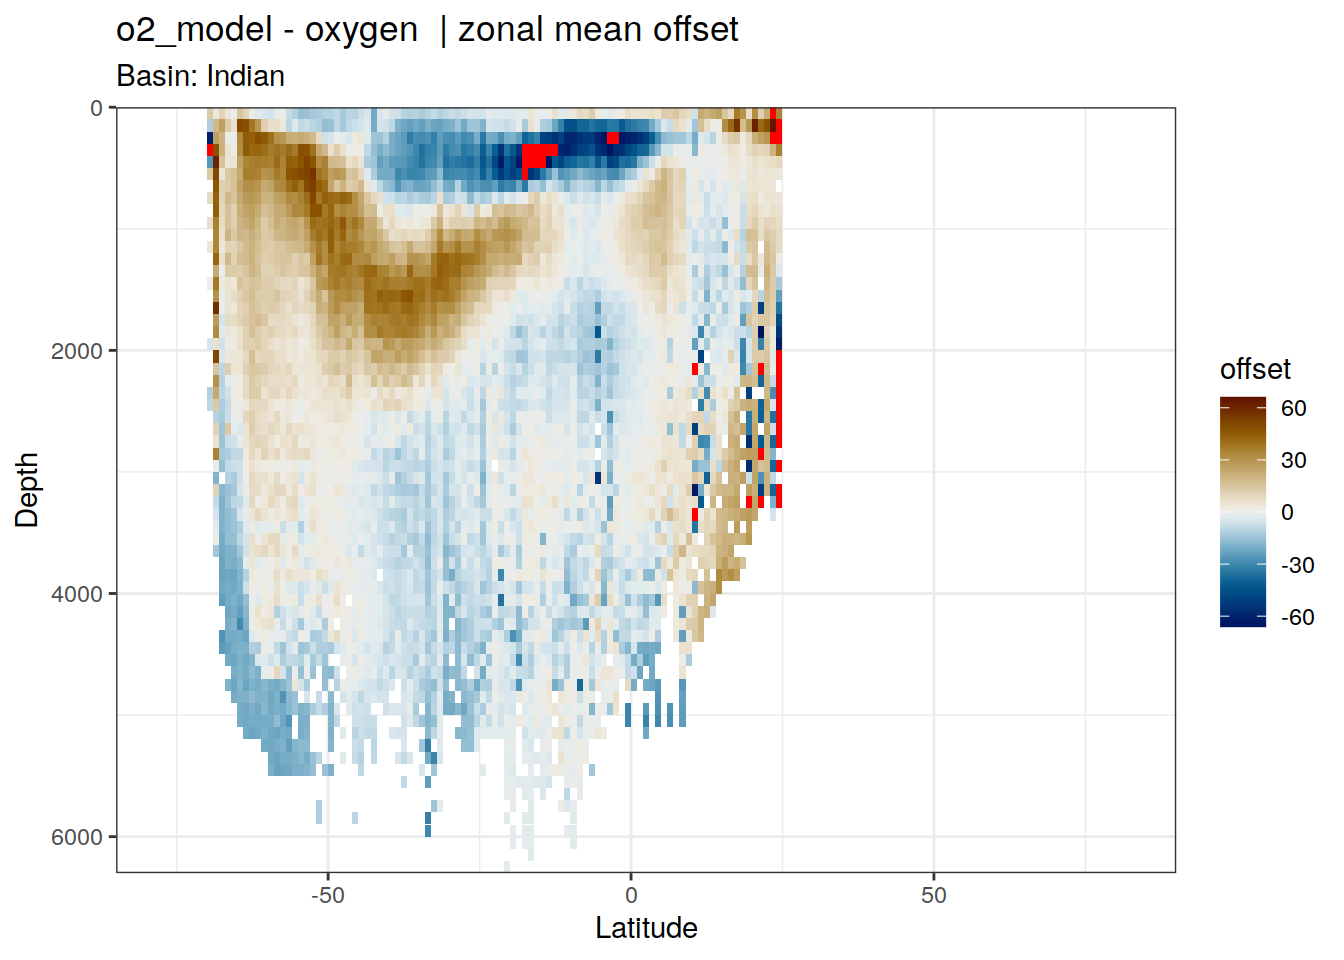 o2_model - oxygen  | zonal mean offset
Basin: Indian
0
2000
4000
6000
Depth
-50
0
50
Latitude
offset
60
30
0
-30
-60